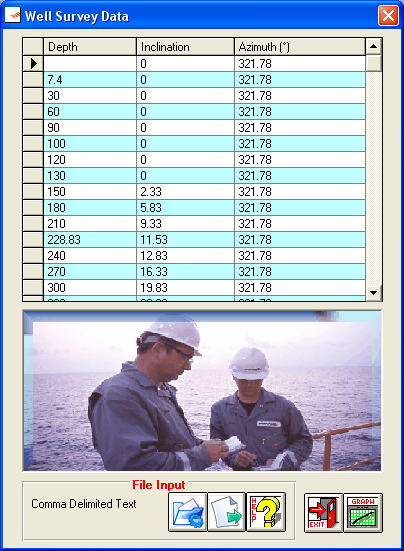 Well Survey Data
Depth Inclination Azimuth (°)
0 321.78
7.4 0 321.78
30 0 321.78
60 0 321.78
90 0 321.78
100 0 321.78
120 0 321.78
130 0 321.78
150 2.33 321.78
180 5.83 321.78
210 9.33 321.78
228.83 11.53 321.78
240 12.83 321.78
270 16.33 321.78
300 19.83 321.78
321.78
File Input
Comma Delimited Text
HELP
EXIT
GRAPH